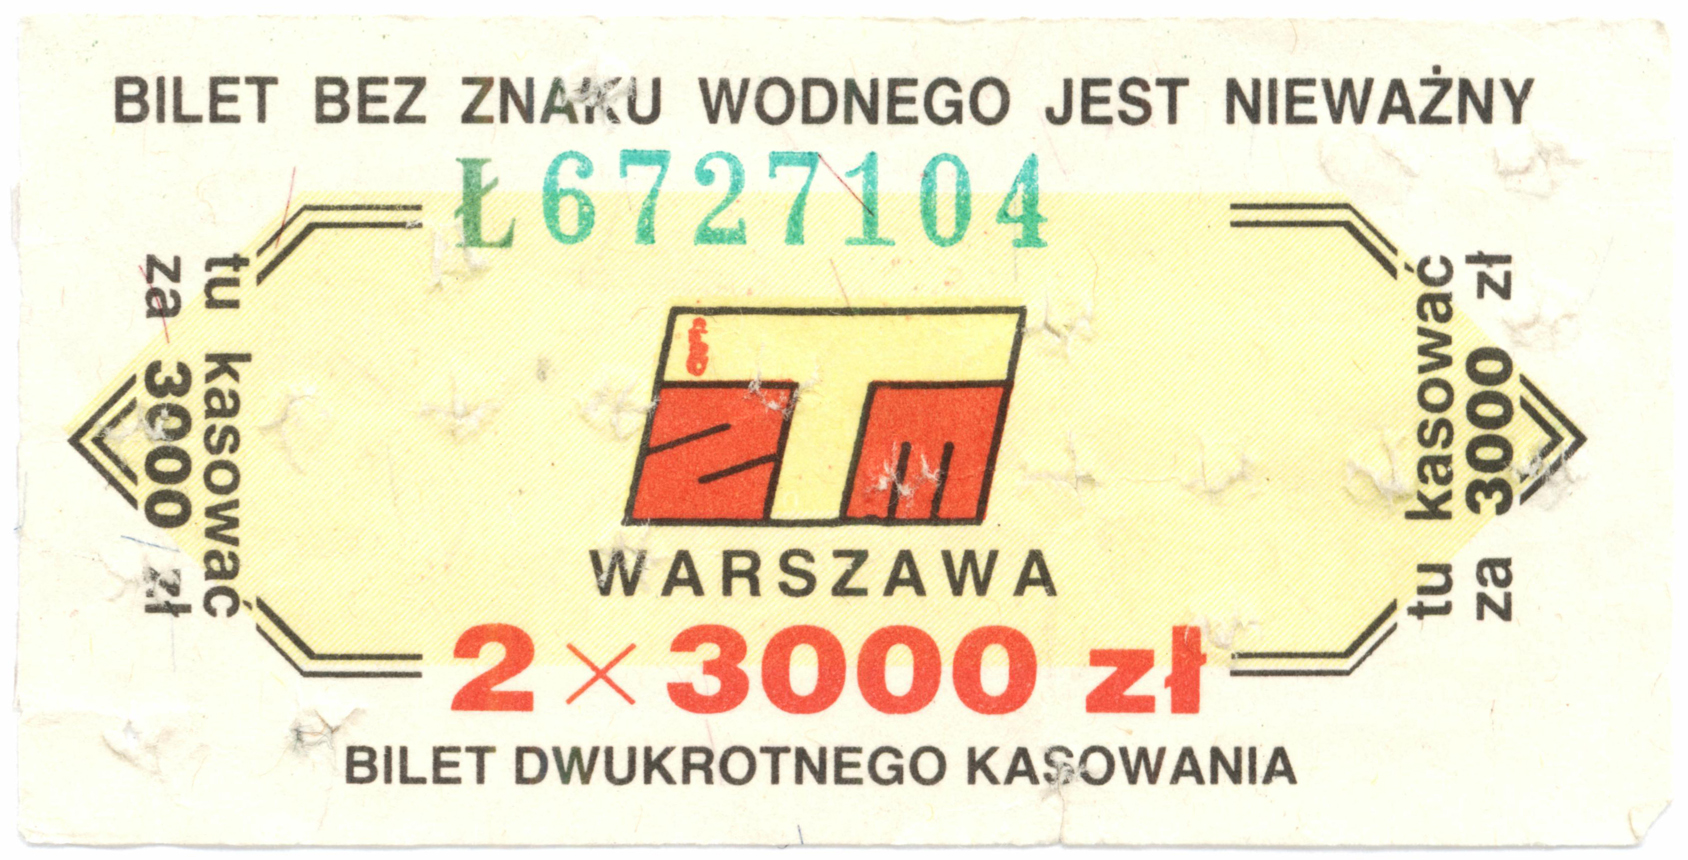 BILET BEZ ZNAKU WODNEGO JEST NIEWAŻNY
Ł6727104
tu kasować
za 3000 zł
ZTM
WARSZAWA
2 × 3000 zł
BILET DWUKROTNEGO KASOWANIA
tu kasować
za 3000 zł